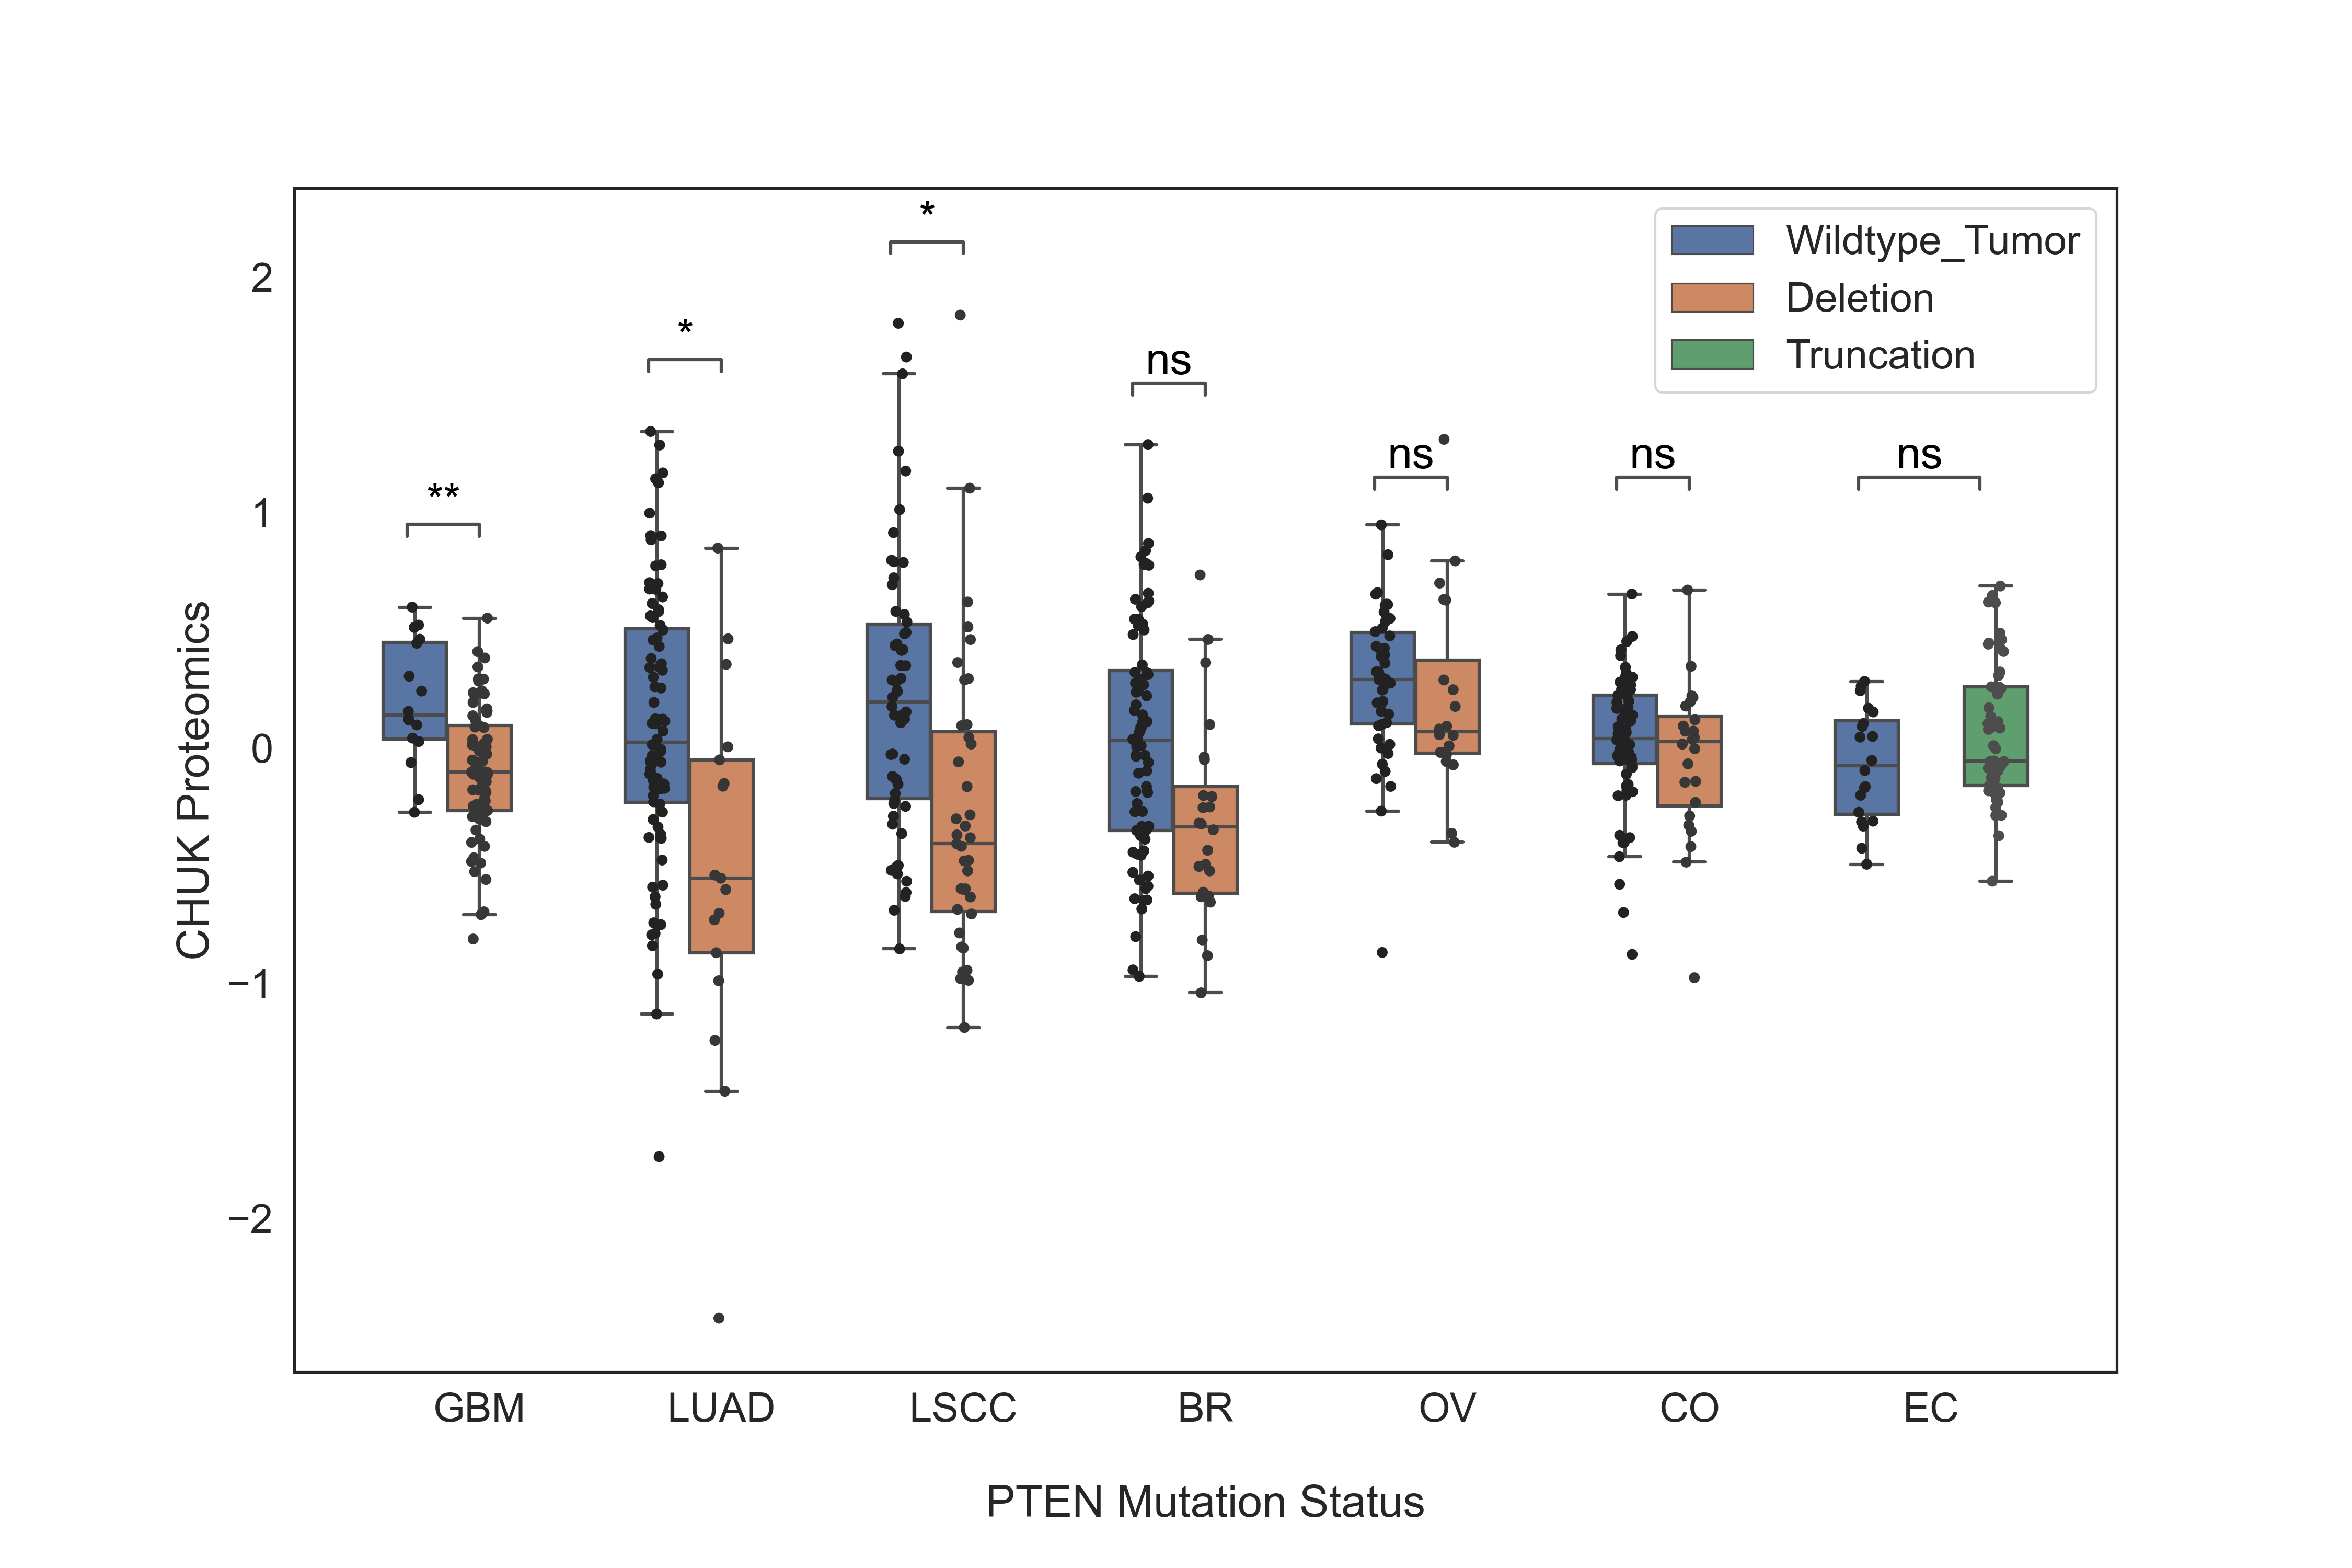 *
2
Wildtype_Tumor
Deletion
Truncation
*
ns
ns
ns
ns
**
1
0
−1
−2
CHUK Proteomics
GBM LUAD LSCC BR OV CO EC
PTEN Mutation Status